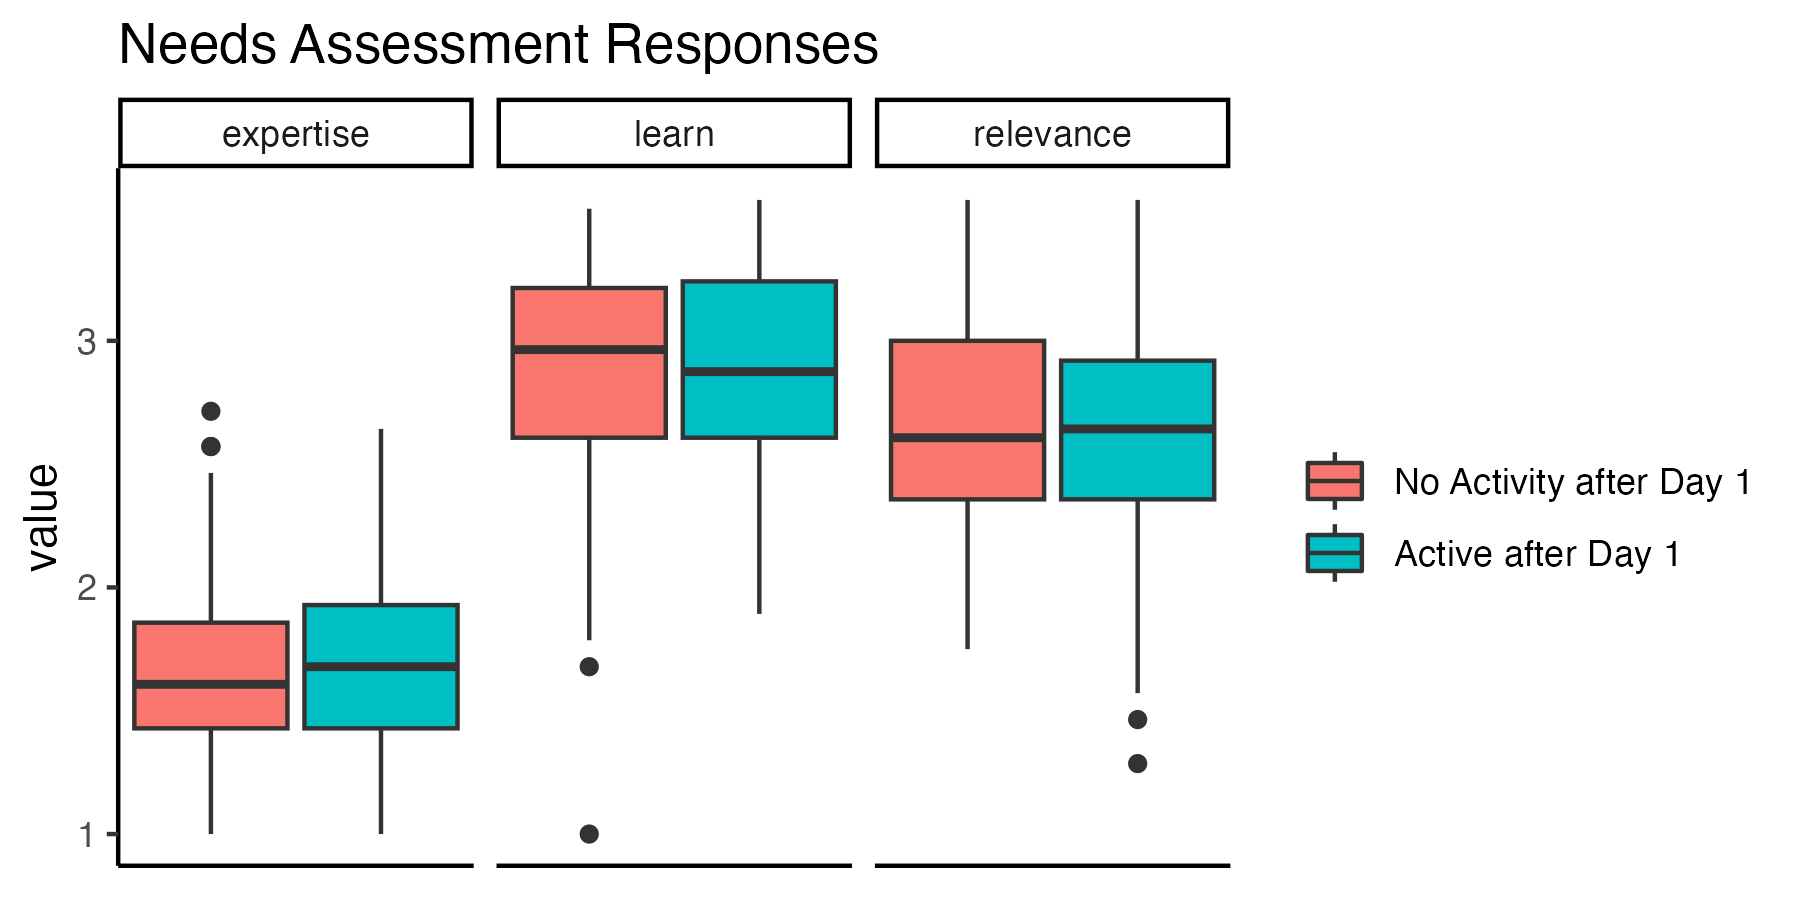 Needs Assessment Responses
expertise
learn
relevance
value
3
2
1
No Activity after Day 1
Active after Day 1